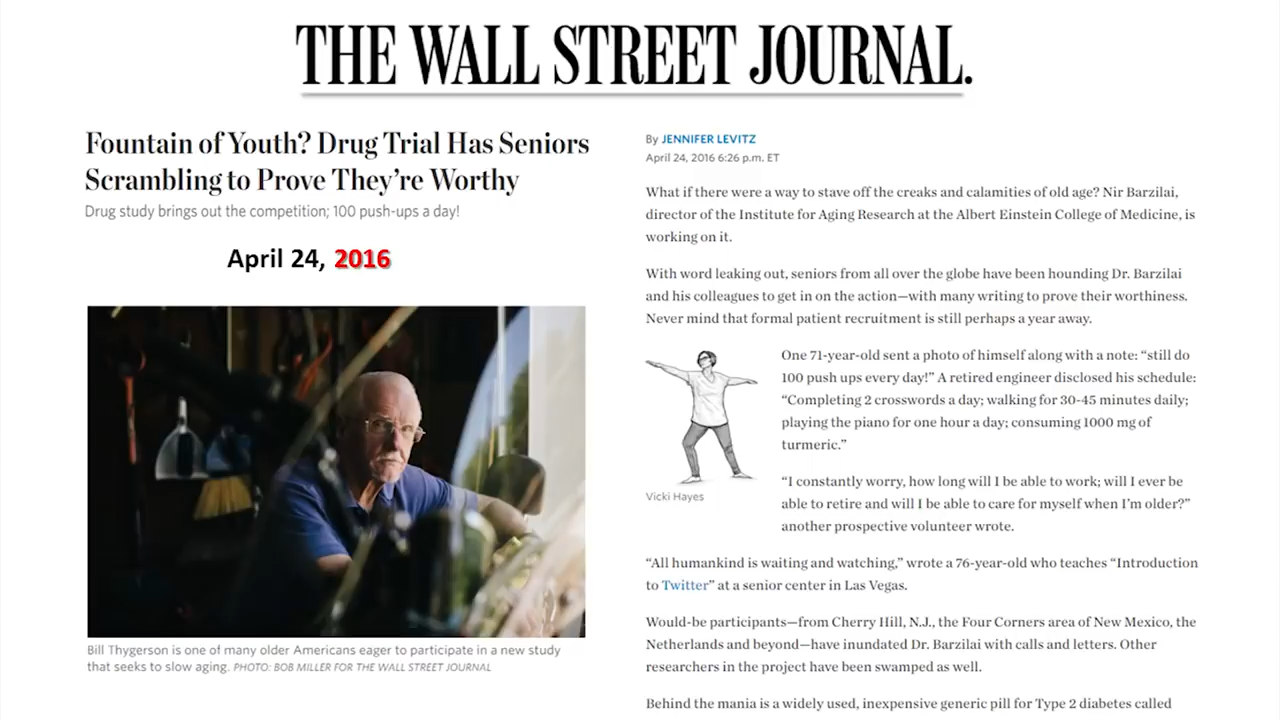 THE WALL STREET JOURNAL.
Fountain of Youth? Drug Trial Has Seniors
Scrambling to Prove They're Worthy
Drug study brings out the competition; 100 push-ups a day!
April 24, 2016
Bill Thygerson is one of many older Americans eager to participate in a new study
that seeks to slow aging. PHOTO: BOB MILLER FOR THE WALL STREET JOURNAL
By JENNIFER LEVITZ
April 24, 2016 6:26 p.m. ET
What if there were a way to stave off the creaks and calamities of old age? Nir Barzilai,
director of the Institute for Aging Research at the Albert Einstein College of Medicine, is
working on it.
With word leaking out, seniors from all over the globe have been hounding Dr. Barzilai
and his colleagues to get in on the action—with many writing to prove their worthiness.
Never mind that formal patient recruitment is still perhaps a year away.
One 71-year-old sent a photo of himself along with a note: “still do
100 push ups every day!” A retired engineer disclosed his schedule:
“Completing 2 crosswords a day; walking for 30-45 minutes daily;
playing the piano for one hour a day; consuming 1000 mg of
turmeric.”
Vicki Hayes
“I constantly worry, how long will I be able to work; will I ever be
able to retire and will I be able to care for myself when I’m older?”
another prospective volunteer wrote.
“All humankind is waiting and watching,” wrote a 76-year-old who teaches “Introduction
to Twitter” at a senior center in Las Vegas.
Would-be participants—from Cherry Hill, N.J., the Four Corners area of New Mexico, the
Netherlands and beyond—have inundated Dr. Barzilai with calls and letters. Other
researchers in the project have been swamped as well.
Behind the mania is a widely used, inexpensive generic pill for Type 2 diabetes called